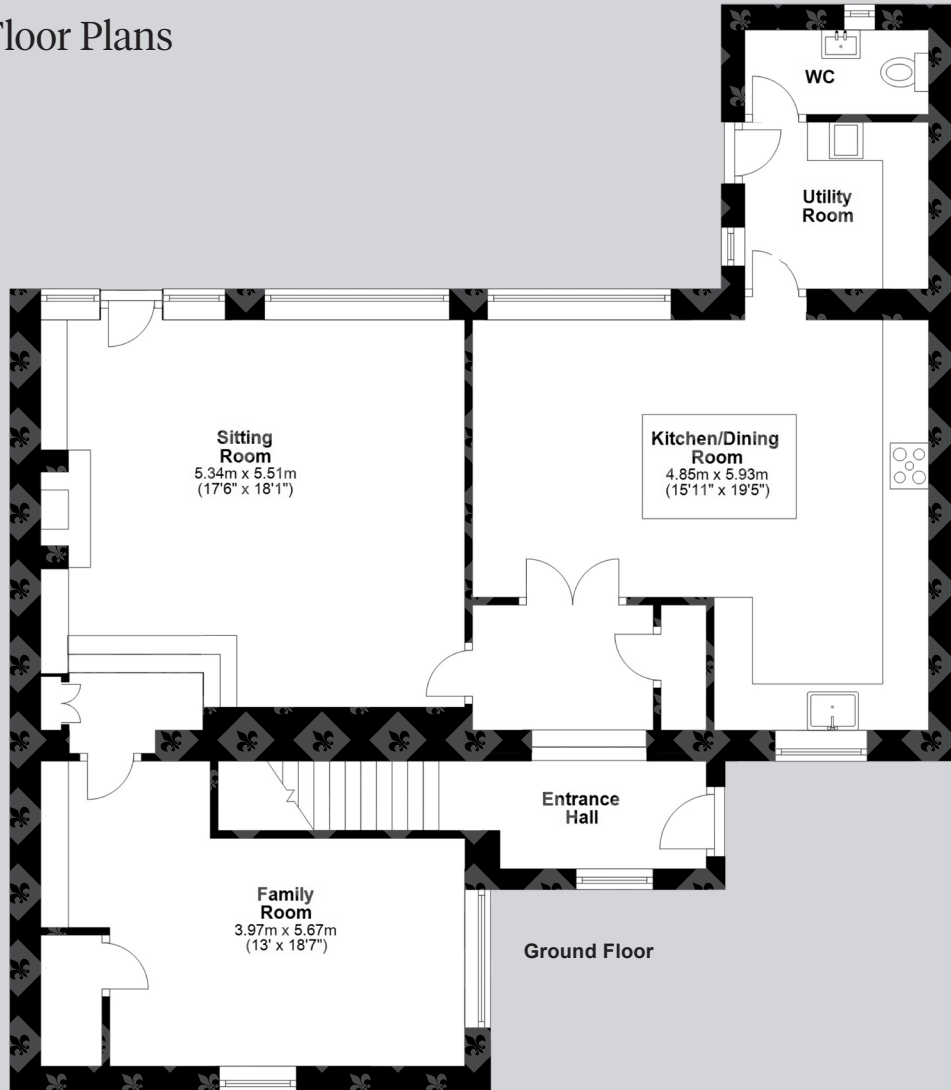 Floor Plans
WC
Utility
Room
Sitting
Room
5.34m x 5.51m
(17'6" x 18'1")
Kitchen/Dining
Room
4.85m x 5.93m
(15'11" x 19'5")
Entrance
Hall
Family
Room
3.97m x 5.67m
(13' x 18'7")
Ground Floor